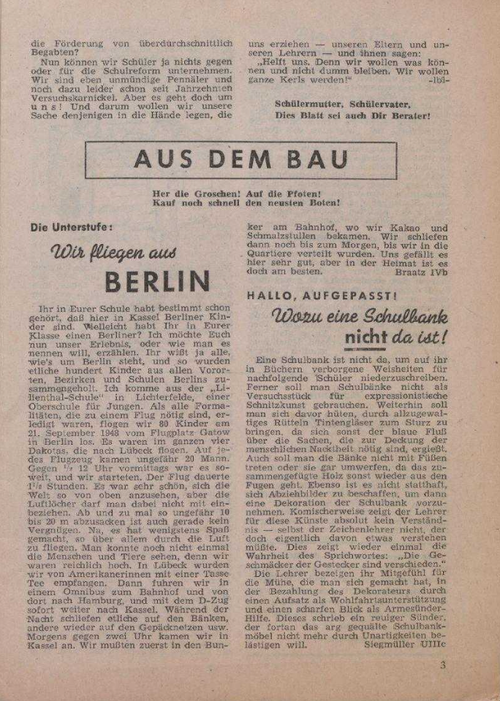 die Förderung von überdurchschnittlich
Begabten?
Nun können wir Schüler ja nichts gegen
oder für die Schulreform unternehmen.
Wir sind eben unmündige Pennäler und
noch dazu leider schon seit Jahrzehnten
Versuchskarnickel. Aber es geht doch um
uns! Und darum wollen wir unsere
Sache denjenigen in die Hände legen, die
uns erziehen — unseren Eltern und un-
seren Lehrern — und ihnen sagen:
„Helft uns. Denn wir wollen was kön-
nen und nicht dumm bleiben. Wir wollen
ganze Kerls werden!" -lbl-
Schülermutter, Schülervater,
Dies Blatt sei auch Dir Berater!
AUS DEM BAU
Her die Groschen! Auf die Pfoten!
Kauf noch schnell den neusten Boten!
Die Unterstufe:
Wir fliegen aus
BERLIN
Ihr in Eurer Schule habt bestimmt schon
gehört, daß hier in Kassel Berliner Kin-
der sind. Vielleicht habt Ihr in Eurer
Klasse einen Berliner? Ich möchte Euch
nun unser Erlebnis, oder wie man es
nennen will, erzählen. Ihr wißt ja alle,
wie's um Berlin steht, und so wurden
etliche hundert Kinder aus allen Voror-
ten, Bezirken und Schulen Berlins zu-
sammengeholt. Ich komme aus der „Li-
lienthal-Schule" in Lichterfelde, einer
Oberschule für Jungen. Als alle Forma-
litäten, die zu einem Flug nötig sind, er-
ledigt waren, flogen wir 80 Kinder am
21. September 1948 vom Flugplatz Gatow
in Berlin los. Es waren im ganzen vier
Dakotas, die nach Lübeck flogen. Auf je-
des Flugzeug kamen ungefähr 20 Mann.
Gegen 12 Uhr vormittags war es so-
weit, und wir starteten. Der Flug dauerte
Stunden. Es war sehr schön, sich die
Welt so von oben anzusehen, aber die
Luftlöcher darf man dabei nicht mit ein-
beziehen. Ab und zu mal so ungefähr 10
bis 20 m abzusacken ist auch gerade kein
Vergnügen. Na, es hat wenigstens Spaß
gemacht, so über allem durch die Luft
zu fliegen. Man konnte noch nicht einmal
die Menschen und Tiere sehen, denn wir
waren reichlich hoch. In Lübeck wurden
wir von Amerikanerinnen mit einer Tasse
Tee empfangen. Dann fuhren wir in
einem Omnibus zum Bahnhof und von
dort nach Hamburg, und mit dem D-Zug
sofort weiter nach Kassel. Während der
Nacht schliefen etliche auf den Bänken,
andere wieder auf den Gepäcknetzen usw.
Morgens gegen zwei Uhr kamen wir in
Kassel an. Wir mußten zuerst in den Bun-
ker am Bahnhof, wo wir Kakao und
Schmalzstullen bekamen. Wir schliefen
dann noch bis zum Morgen, bis wir in die
Quartiere verteilt wurden. Uns gefällt es
hier sehr gut, aber in der Heimat ist es
doch am besten. Braatz IVb
HALLO, AUFGEPASST!
Wozu eine Schulbank
nicht da ist!
Eine Schulbank ist nicht da, um auf ihr
in Büchern verborgene Weisheiten für
nachfolgende Schüler niederzuschreiben.
Ferner soll man Schulbänke nicht als
Versuchsstück für expressionistische
Schnitzkunst gebrauchen. Weiterhin soll
man sich davor hüten, durch allzugewal-
tiges Rütteln Tintengläser zum Sturz zu
bringen, da sich sonst der blaue Fluß
über die Sachen, die zur Deckung der
menschlichen Nacktheit nötig sind, ergießt.
Auch soll man die Bänke nicht mit Füßen
treten oder sie gar umwerfen, da das zu-
sammengefügte Holz sonst wieder aus den
Fugen geht. Ebenso ist es nicht statthaft,
sich Abziehbilder zu beschaffen, um dann
eine Dekoration der Schulbank vorzu-
nehmen. Komischerweise zeigt der Lehrer
für diese Künste absolut kein Verständ-
nis — selbst der Zeichenlehrer nicht, der
doch eigentlich davon etwas verstehen
müßte. Dies zeigt wieder einmal die
Wahrheit des Sprichwortes: „Die Ge-
schmäcker der Gestecker sind verschieden."
Die Lehrer bezeigen ihr Mitgefühl für
die Mühe, die man sich gemacht hat, in
der Bezahlung des Dekorateurs durch
einen Aufsatz als Wohlfahrtsunterstützung
und einen scharfen Blick als Armesünder-
Hilfe. Dieses brach ein reuiger Sünder,
der fortan das arg gequälte Schulbank-
möbel nicht mehr durch Unartigkeiten be-
lästigen will. Siegmüller UIIIc
3